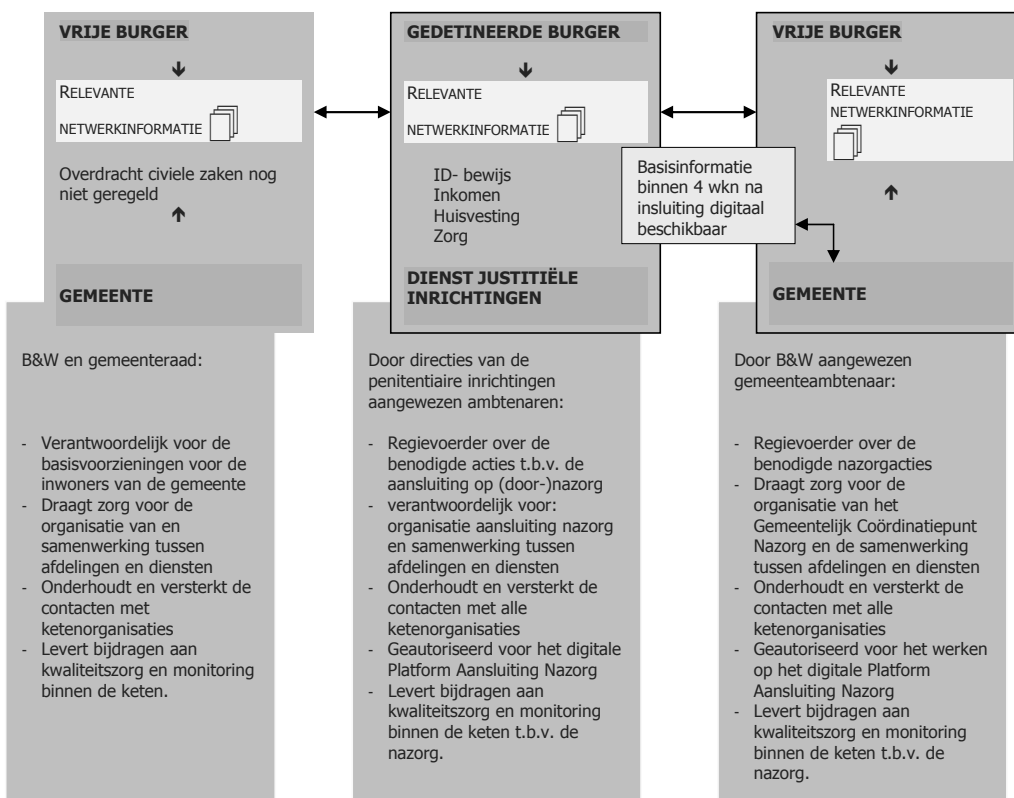 VRIJE BURGER
RELEVANTE
NETWERKINFORMATIE
Overdracht civiele zaken nog
niet geregeld
GEMEENTE
B&W en gemeenteraad:
- Verantwoordelijk voor de
basisvoorzieningen voor de
inwoners van de gemeente
- Draagt zorg voor de
organisatie van en
samenwerking tussen
afdelingen en diensten
- Onderhoudt en versterkt de
contacten met
ketenorganisaties
- Levert bijdragen aan
kwaliteitszorg en monitoring
binnen de keten.
GEDETINEERDE BURGER
RELEVANTE
NETWERKINFORMATIE
ID- bewijs
Inkomen
Huisvesting
Zorg
DIENST JUSTITIËLE
INRICHTINGEN
Door directies van de
penitentiaire inrichtingen
aangewezen ambtenaren:
- Regievoerder over de
benodigde acties t.b.v. de
aansluiting op (door-)nazorg
- verantwoordelijk voor:
organisatie aansluiting nazorg
en samenwerking tussen
afdelingen en diensten
- Onderhoudt en versterkt de
contacten met alle
ketenorganisaties
- Geautoriseerd voor het digitale
Platform Aansluiting Nazorg
- Levert bijdragen aan
kwaliteitszorg en monitoring
binnen de keten t.b.v. de
nazorg.
Basisinformatie
binnen 4 wkn na
insluiting digitaal
beschikbaar
VRIJE BURGER
RELEVANTE
NETWERKINFORMATIE
GEMEENTE
Door B&W aangewezen
gemeenteambtenaar:
- Regievoerder over de
benodigde nazorgacties
- Draagt zorg voor de
organisatie van het
Gemeentelijk Coördinatiepunt
Nazorg en de samenwerking
tussen afdelingen en diensten
- Onderhoudt en versterkt de
contacten met alle
ketenorganisaties
- Geautoriseerd voor het werken
op het digitale Platform
Aansluiting Nazorg
- Levert bijdragen aan
kwaliteitszorg en monitoring
binnen de keten t.b.v. de
nazorg.